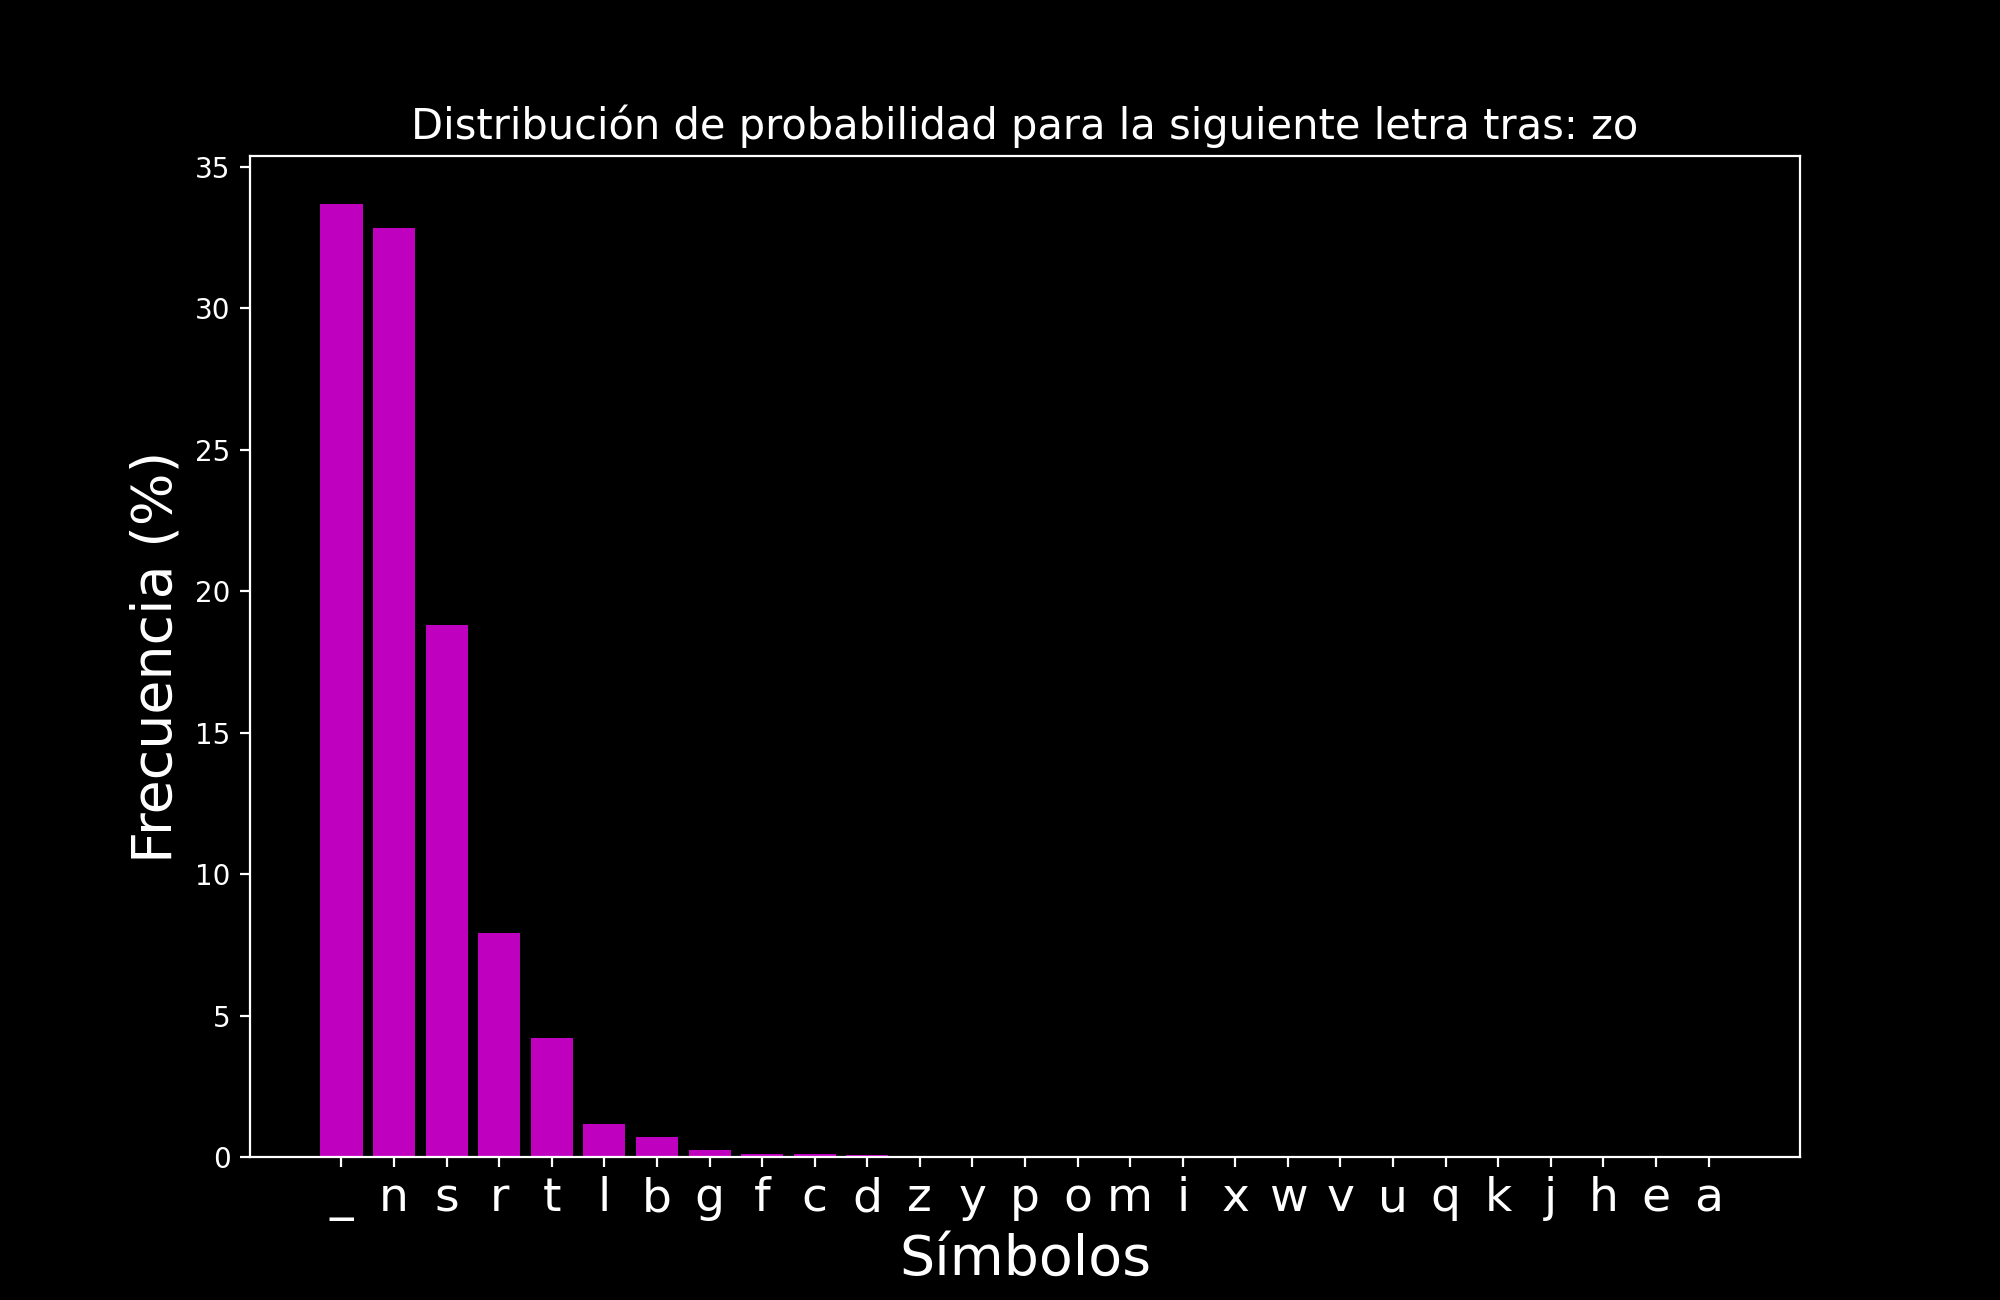 Distribución de probabilidad para la siguiente letra tras: zo
35
30
25
20
15
10
5
0
Frecuencia (%)
_ n s r t l b g f c d z y p o m i x w v u q k j h e a
Símbolos